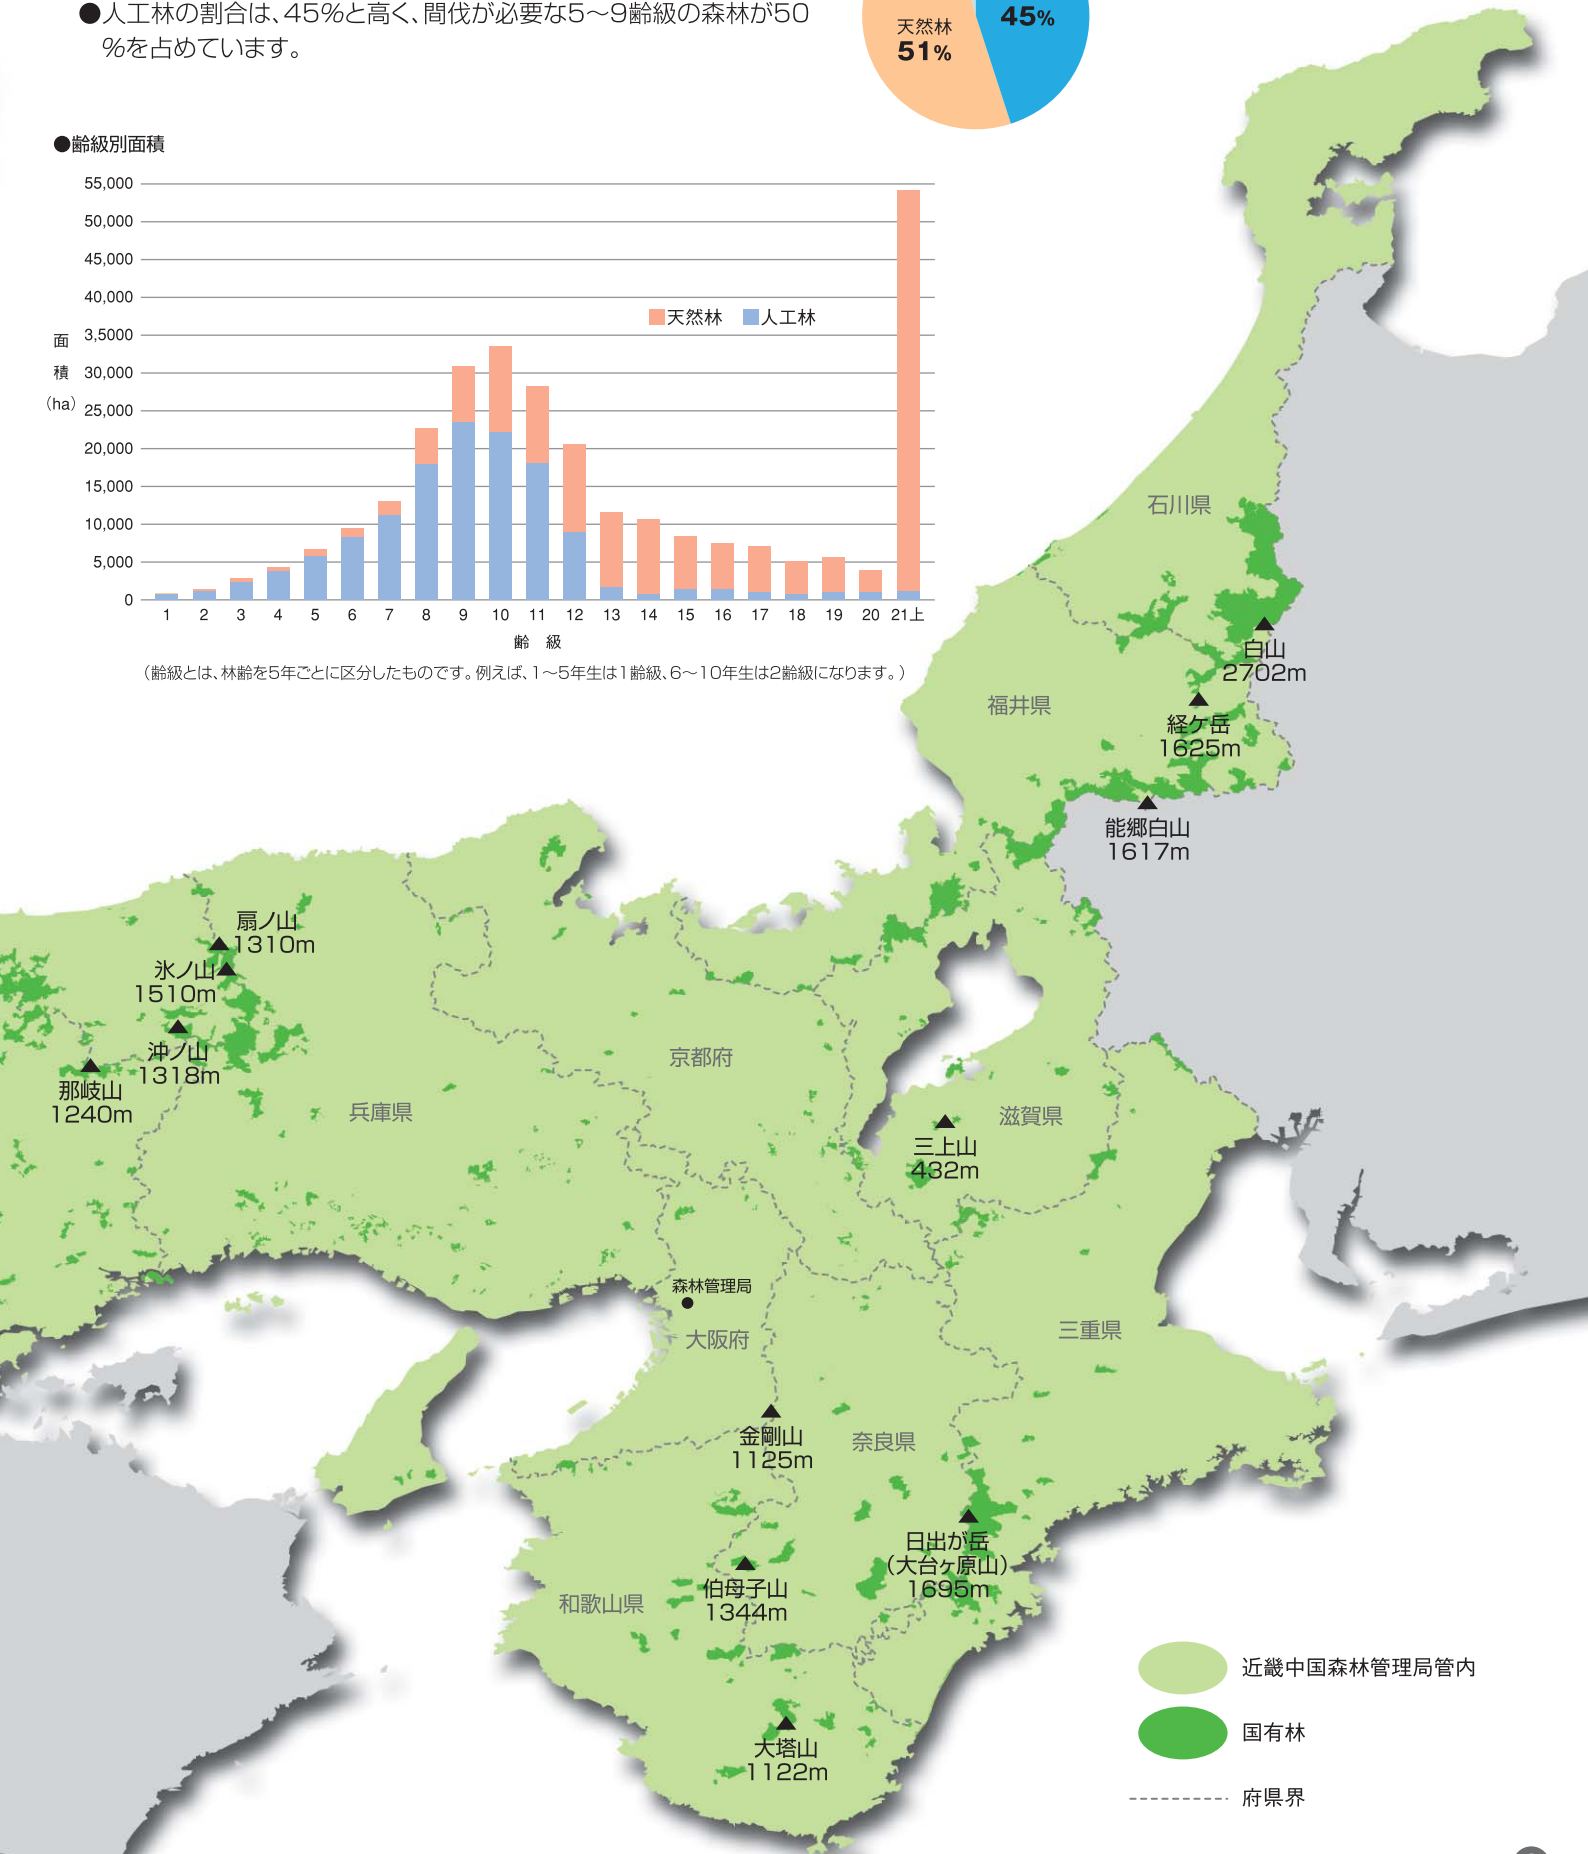 ●人工林の割合は、45％と高く、間伐が必要な5～9齢級の森林が50
％を占めています。
天然林
51%
45%
●齢級別面積
55,000
50,000
45,000
40,000
3,5000
30,000
25,000
20,000
15,000
10,000
5,000
0
面
積
（ha）
天然林 人工林
1 2 3 4 5 6 7 8 9 10 11 12 13 14 15 16 17 18 19 20 21上
齢 級
（齢級とは、林齢を5年ごとに区分したものです。例えば、1～5年生は1齢級、6～10年生は2齢級になります。）
石川県
白山
2702m
福井県
経ケ岳
1625m
能郷白山
1617m
扇ノ山
1310m
氷ノ山
1510m
沖ノ山
1318m
那岐山
1240m
兵庫県
京都府
滋賀県
三上山
432m
森林管理局
大阪府
三重県
金剛山
1125m
奈良県
日出が岳
（大台ヶ原山）
1695m
伯母子山
1344m
和歌山県
大塔山
1122m
近畿中国森林管理局管内
国有林
府県界